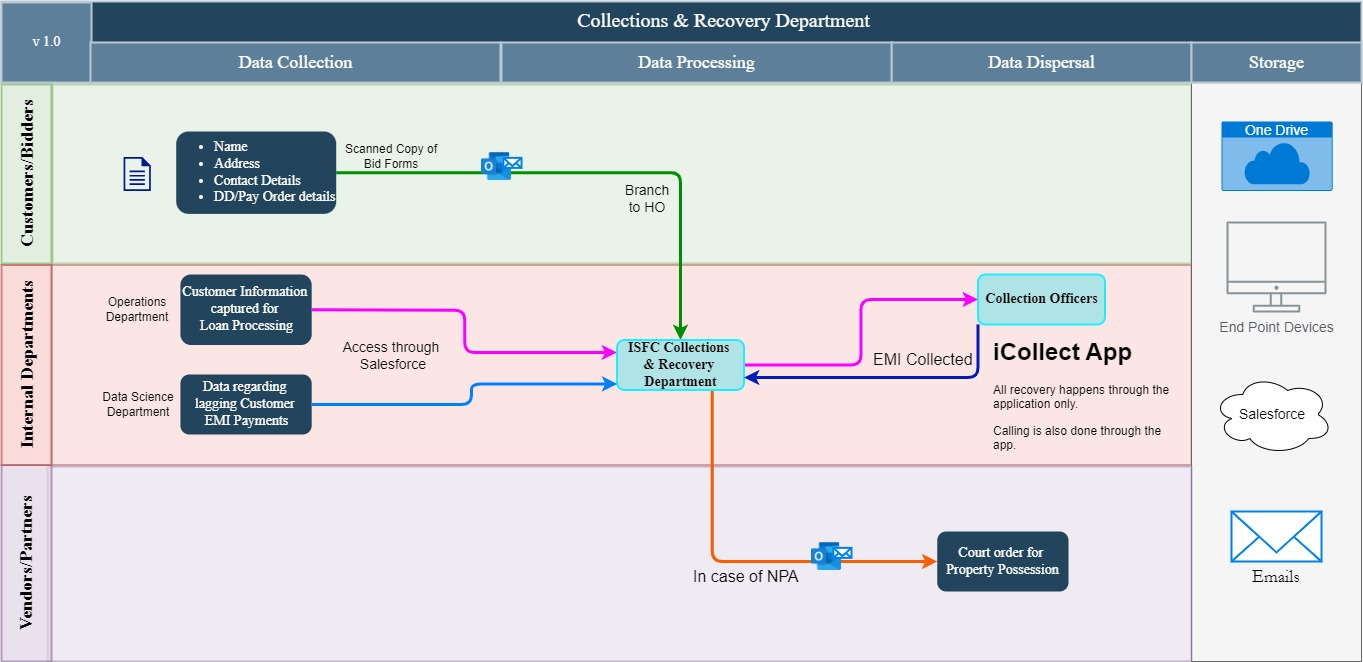 v 1.0
Collections & Recovery Department
Data Collection
Data Processing
Data Dispersal
Storage
Customers/Bidders
Name
Address
Contact Details
DD/Pay Order details
Scanned Copy of
Bid Forms
Branch
to HO
One Drive
End Point Devices
Internal Departments
Operations
Department
Customer Information
captured for
Loan Processing
Access through
Salesforce
Data Science
Department
Data regarding
lagging Customer
EMI Payments
ISFC Collections
& Recovery
Department
Collection Officers
EMI Collected
iCollect App
All recovery happens through the
application only.
Calling is also done through the
app.
Salesforce
Vendors/Partners
In case of NPA
Court order for
Property Possession
Emails